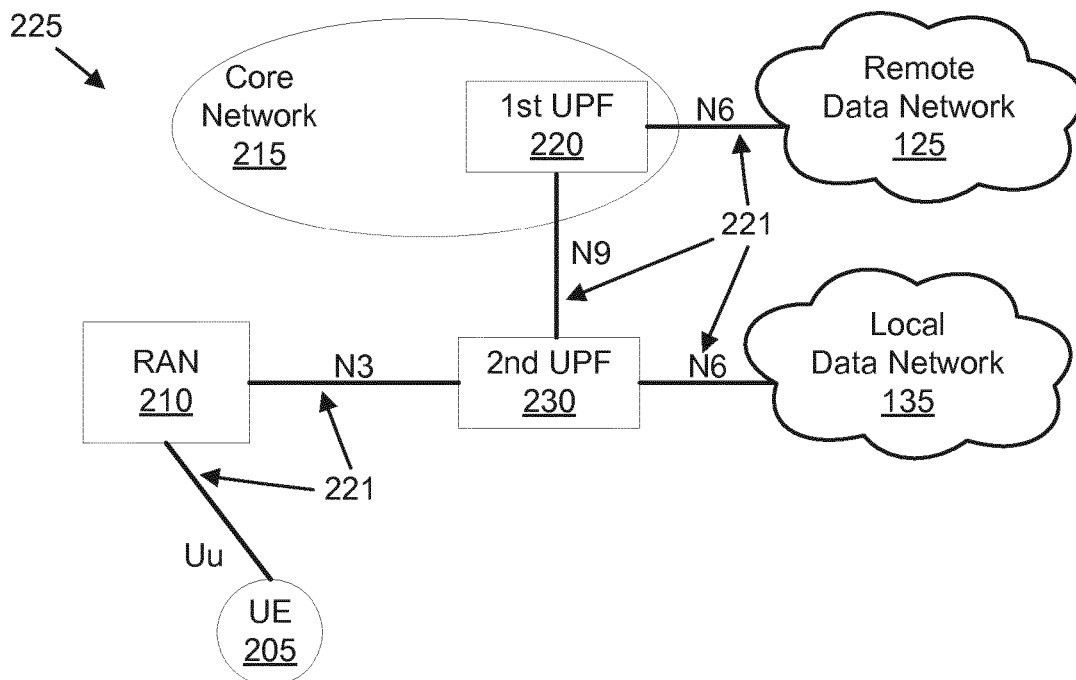 225
Core
Network
215
1st UPF
220
N6
Remote
Data Network
125
221
N9
RAN
210
N3
2nd UPF
230
N6
Local
Data Network
135
221
Uu
UE
205